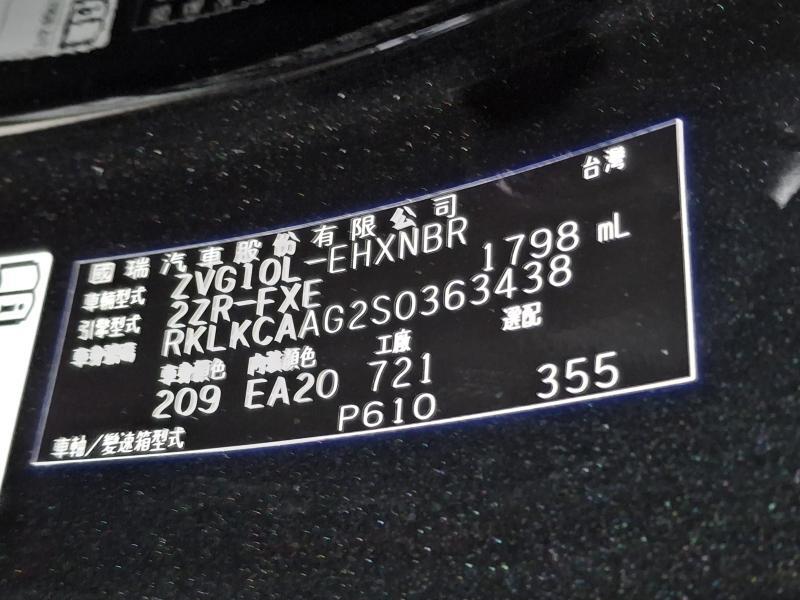 國瑞汽車股份有限公司 台灣
車輛型式 ZVG10L-EHXNBR
引擎型式 2ZR-FXE 1798 mL
車身號碼 RKLKCAAG2S0363438
車身顏色 內裝顏色 工廠 選配
209 EA20 721 355
車軸/變速箱型式 P610